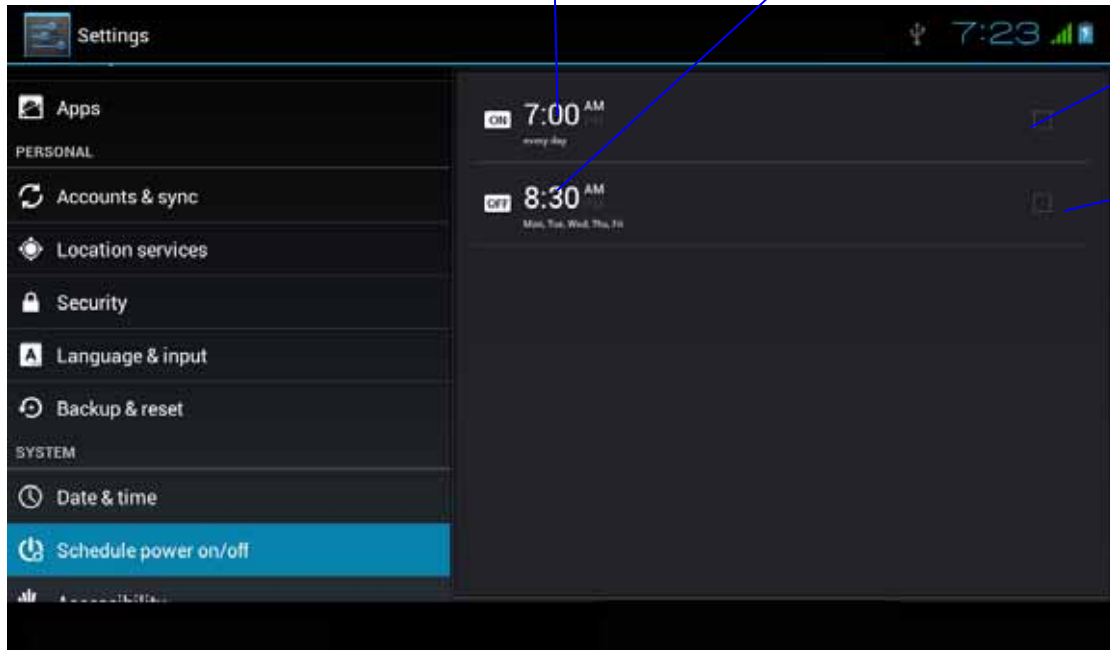 Settings
7:23
Apps
PERSONAL
Accounts & sync
Location services
Security
Language & input
Backup & reset
SYSTEM
Date & time
Schedule power on/off
ON 7:00 AM
every day
OFF 8:30 AM
Mon, Tue, Wed, Thu, Fri